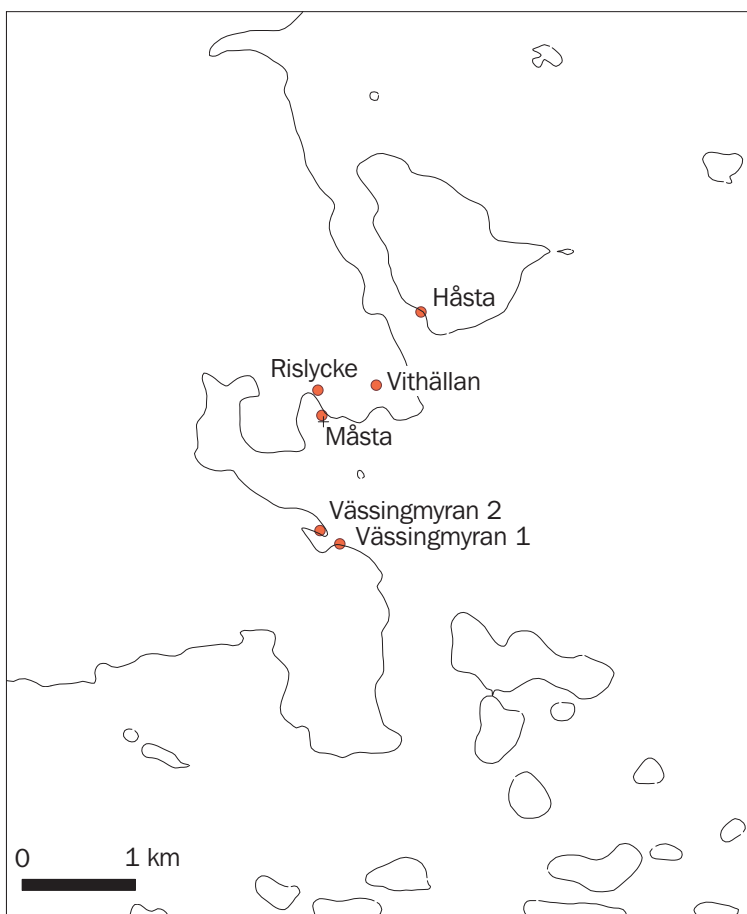 Håsta
Rislycke
Vithällan
Måsta
Vässingmyran 2
Vässingmyran 1
0 1 km